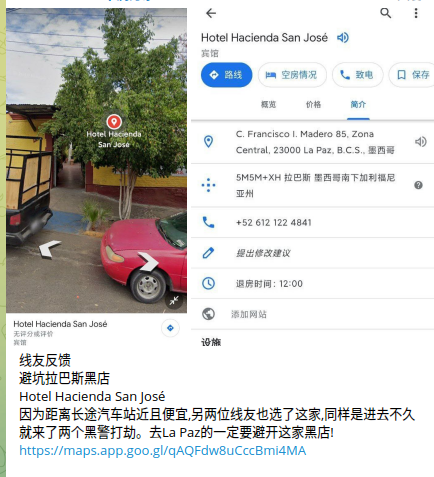 Hotel Hacienda
San José
Hotel Hacienda San José
无评分或评价
宾馆
Hotel Hacienda San José
宾馆
路线
空房情况
致电
保存
概览
价格
简介
C. Francisco I. Madero 85, Zona
Central, 23000 La Paz, B.C.S., 墨西哥
5M5M+XH 拉巴斯 墨西哥南下加利福尼
亚州
+52 612 122 4841
提出修改建议
退房时间：12:00
添加网站
设施
线友反馈
避坑拉巴斯黑店
Hotel Hacienda San José
因为距离长途汽车站近且便宜,另两位线友也选了这家,同样是进去不久
就来了两个黑警打劫。去La Paz的一定要避开这家黑店!
https://maps.app.goo.gl/qAQFdw8uCccBmi4MA